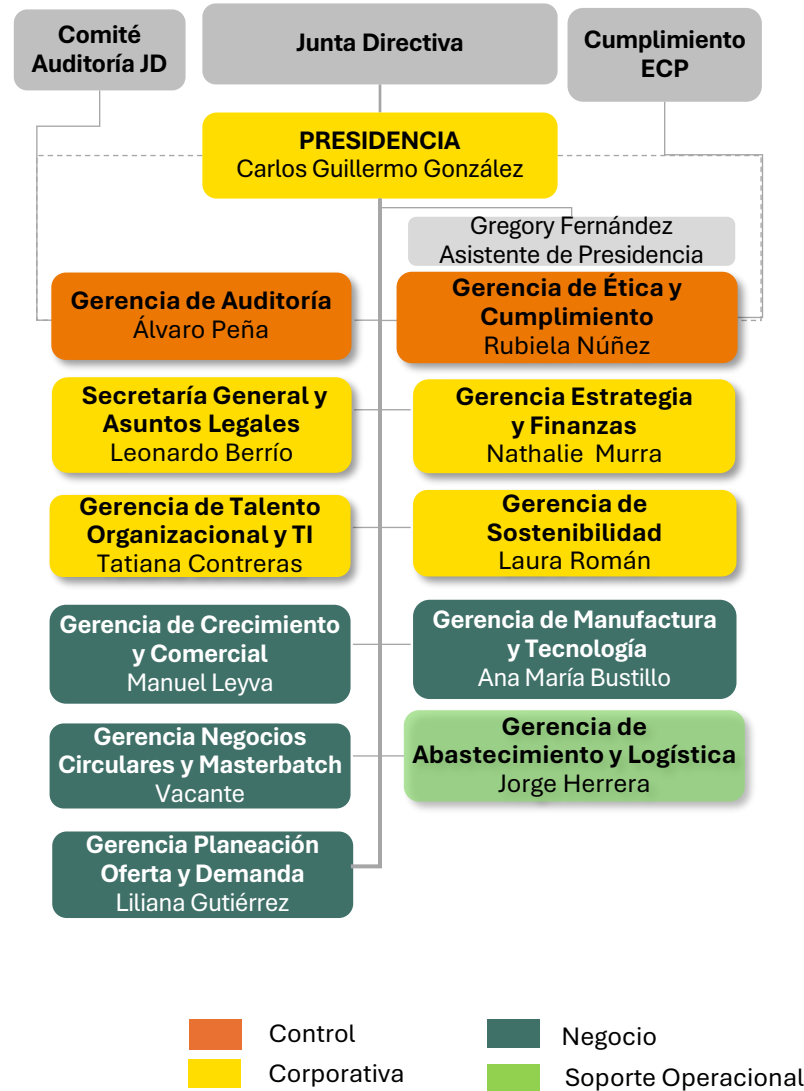 Comité
Auditoría JD
Junta Directiva
Cumplimiento
ECP
PRESIDENCIA
Carlos Guillermo González
Gregory Fernández
Asistente de Presidencia
Gerencia de Auditoría
Álvaro Peña
Gerencia de Ética y
Cumplimiento
Rubiela Núñez
Secretaría General y
Asuntos Legales
Leonardo Berrío
Gerencia Estrategia
y Finanzas
Nathalie  Murra
Gerencia de Talento
Organizacional y TI
Tatiana Contreras
Gerencia de
Sostenibilidad
Laura Román
Gerencia de Crecimiento
y Comercial
Manuel Leyva
Gerencia de Manufactura
y Tecnología
Ana María Bustillo
Gerencia Negocios
Circulares y Masterbatch
Vacante
Gerencia de
Abastecimiento y Logística
Jorge Herrera
Gerencia Planeación
Oferta y Demanda
Liliana Gutiérrez
Control
Negocio
Corporativa
Soporte Operacional